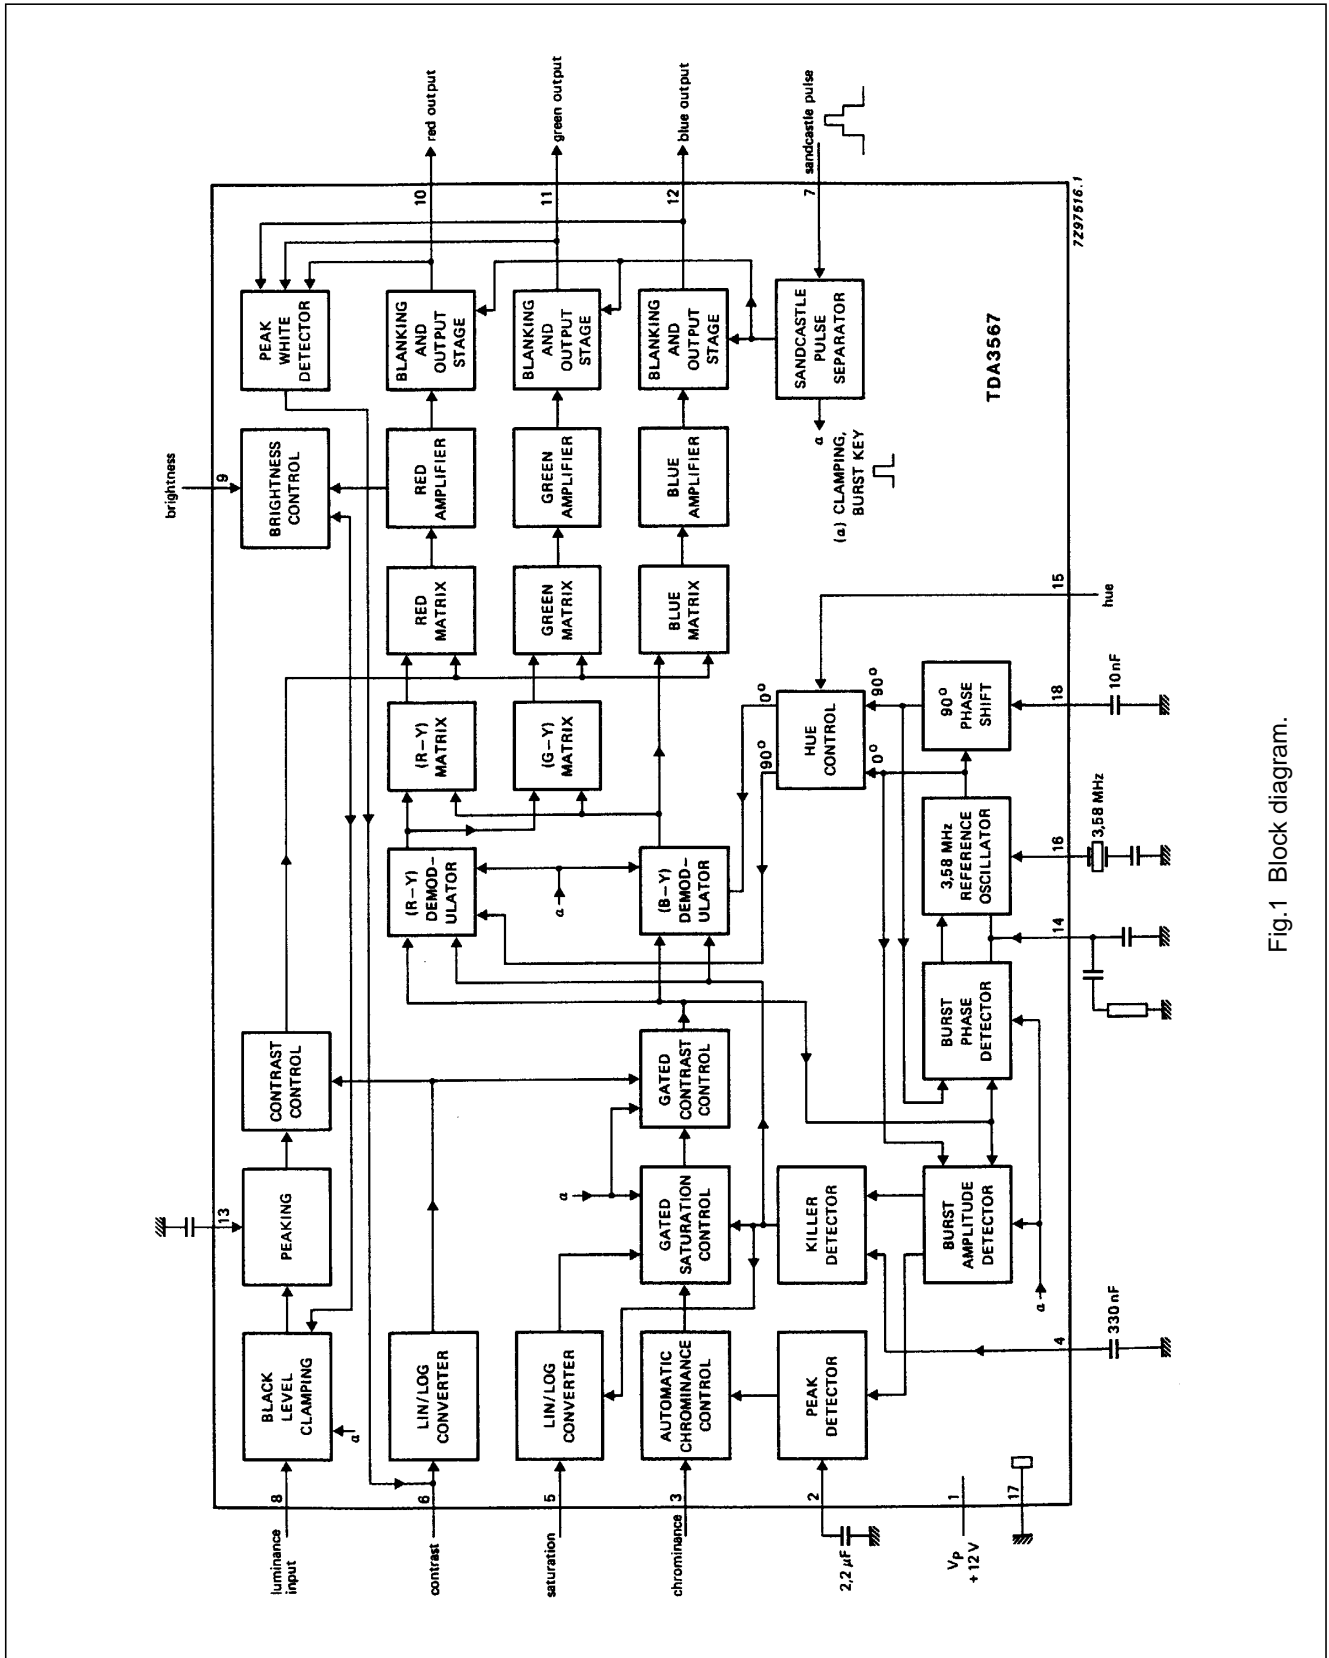 luminance
input
8
BLACK
LEVEL
CLAMPING
a
PEAKING
13
CONTRAST
CONTROL
brightness
9
BRIGHTNESS
CONTROL
PEAK
WHITE
DETECTOR
contrast
6
LIN/LOG
CONVERTER
(R–Y)
DEMOD–
ULATOR
(R–Y)
MATRIX
RED
MATRIX
RED
AMPLIFIER
BLANKING
AND
OUTPUT
STAGE
10
red output
saturation
5
LIN/LOG
CONVERTER
a
a
(G–Y)
MATRIX
GREEN
MATRIX
GREEN
AMPLIFIER
BLANKING
AND
OUTPUT
STAGE
11
green output
chrominance
3
AUTOMATIC
CHROMINANCE
CONTROL
GATED
SATURATION
CONTROL
GATED
CONTRAST
CONTROL
(B–Y)
DEMOD–
ULATOR
BLUE
MATRIX
BLUE
AMPLIFIER
BLANKING
AND
OUTPUT
STAGE
12
blue output
2
2,2 µF
PEAK
DETECTOR
KILLER
DETECTOR
90°
0°
HUE
CONTROL
0°
90°
a
(a) CLAMPING,
BURST KEY
SANDCASTLE
PULSE
SEPARATOR
7
sandcastle pulse
VP
+ 12 V
1
17
BURST
AMPLITUDE
DETECTOR
BURST
PHASE
DETECTOR
3,58 MHz
REFERENCE
OSCILLATOR
90°
PHASE
SHIFT
TDA3567
a
4
330 nF
14
16
3,58 MHz
18
10nF
15
hue
7Z97516.1
Fig.1 Block diagram.